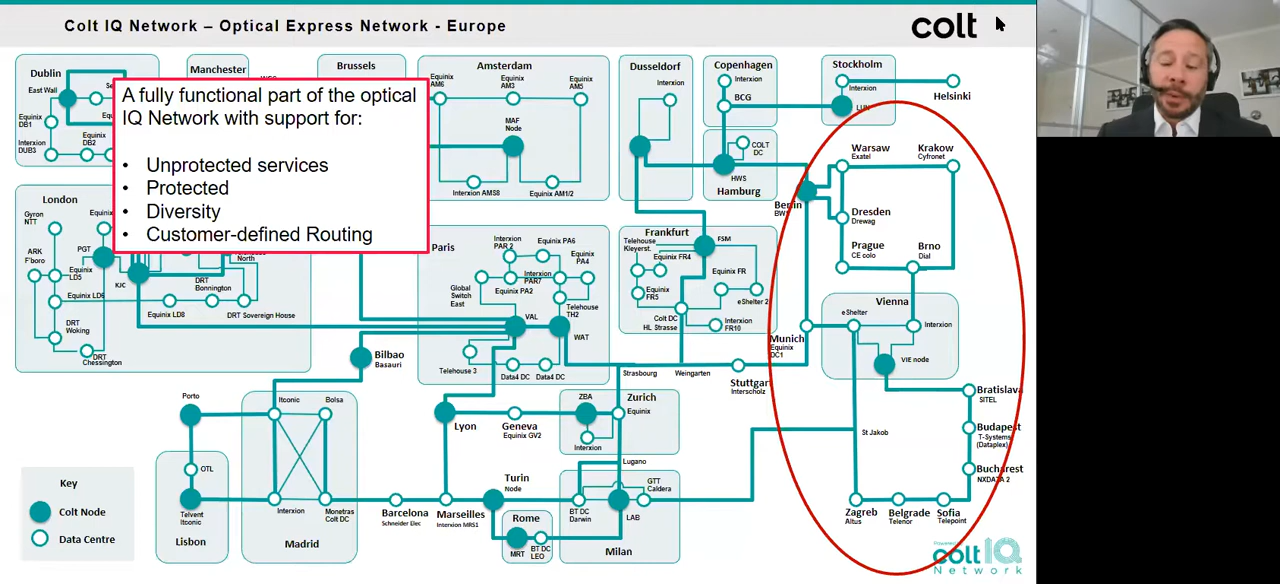 Colt IQ Network – Optical Express Network - Europe
colt
A fully functional part of the optical
IQ Network with support for:
• Unprotected services
• Protected
• Diversity
• Customer-defined Routing
Dublin
East Wall
Equinix
DB1
Interxion
DUB3
Equinix
DB2
Manchester
Brussels
Amsterdam
Equinix
AM6
Equinix
AM3
Equinix
AM5
MAF
Node
Interxion AMS8
Equinix AM1/2
Dusseldorf
Interxion
Copenhagen
Interxion
BCG
COLT
DC
HWS
Hamburg
Stockholm
Interxion
Helsinki
Warsaw
Exatel
Krakow
Cyfronet
Dresden
Drewag
Prague
CE colo
Brno
Dial
London
Gyron
NTT
Equinix
PGT
ARK
F'boro
Equinix
LD5
KJC
North
DRT
Bonnington
Equinix LD8
DRT Sovereign House
DRT
Woking
DRT
Chessington
Paris
Interxion
PAR 2
Equinix PA6
Equinix
PA4
Interxion
PAR7
Equinix PA2
Global
Switch
East
Telehouse
TH2
VAL
WAT
Telehouse 3
Data4 DC
Data4 DC
Frankfurt
Telehouse
Kleyerst.
Equinix FR4
FSM
Equinix FR
Equinix
FR5
eShelter 2
Colt DC
HL Strasse
Interxion
FR10
Vienna
eShelter
Interxion
VIE node
Munich
Equinix
Bilbao
Basauri
Strasbourg
Weingarten
Stuttgart
Interscholz
Bratislava
SITEL
Budapest
T-Systems
(Dataplex)
Bucharest
NXDATA 2
Porto
Itconic
Bolsa
Lyon
Geneva
Equinix GV2
ZBA
Zurich
Equinix
Interxion
St Jakob
Lugano
OTL
Telvent
Itconic
Lisbon
Interxion
Monetras
Colt DC
Madrid
Barcelona
Schneider Elec
Marseilles
Interxion MRS1
Turin
Node
Rome
MRT
BT DC
LEO
BT DC
Darwin
LAB
GTT
Caldera
Milan
Zagreb
Altus
Belgrade
Telenor
Sofia
Telepoint
Key
Colt Node
Data Centre
colt IQ
Network